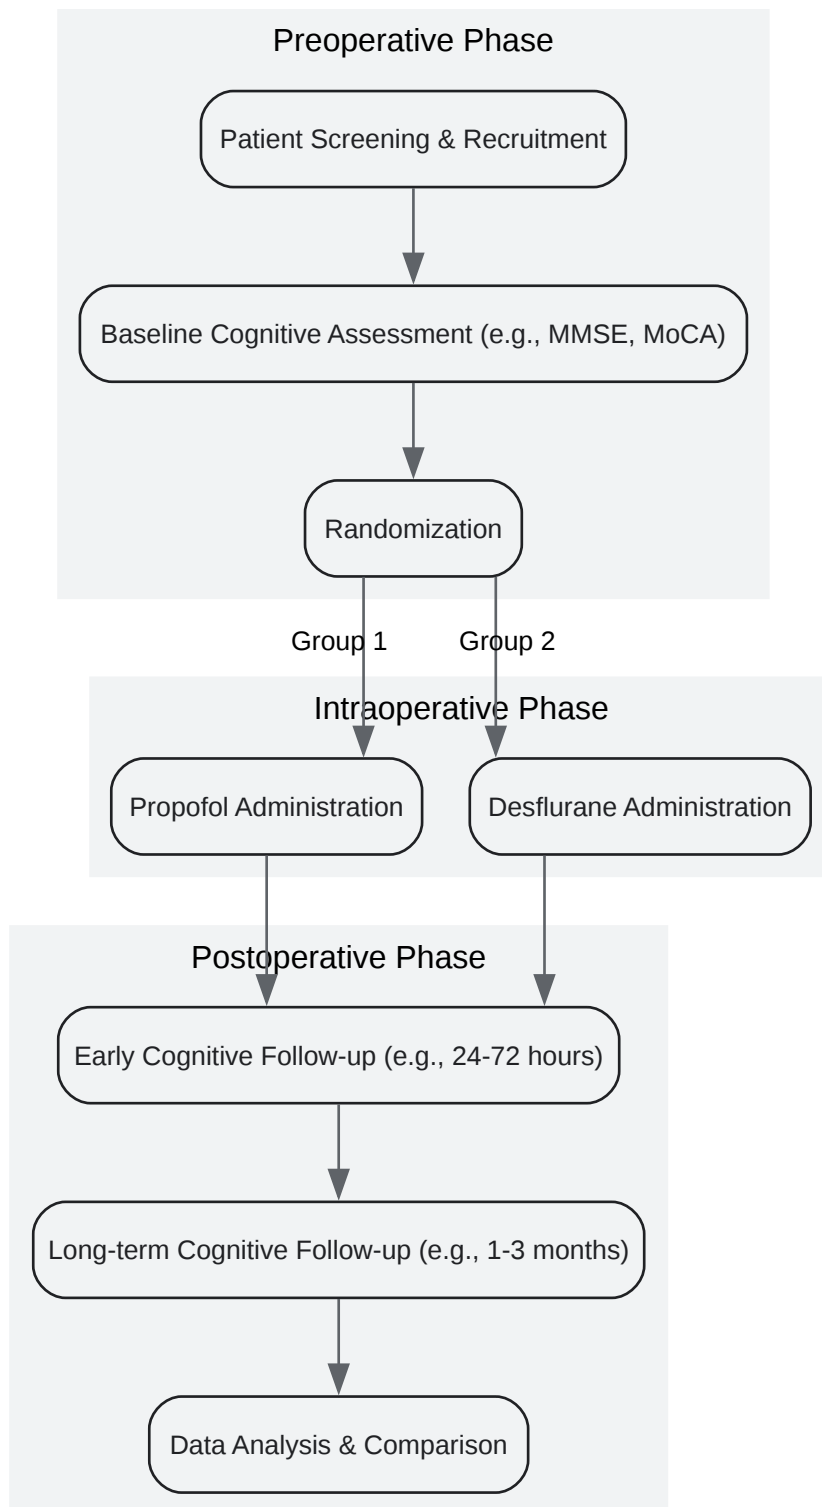 Preoperative Phase
Patient Screening & Recruitment
Baseline Cognitive Assessment (e.g., MMSE, MoCA)
Randomization
Group 1
Group 2
Intraoperative Phase
Propofol Administration
Desflurane Administration
Postoperative Phase
Early Cognitive Follow-up (e.g., 24-72 hours)
Long-term Cognitive Follow-up (e.g., 1-3 months)
Data Analysis & Comparison